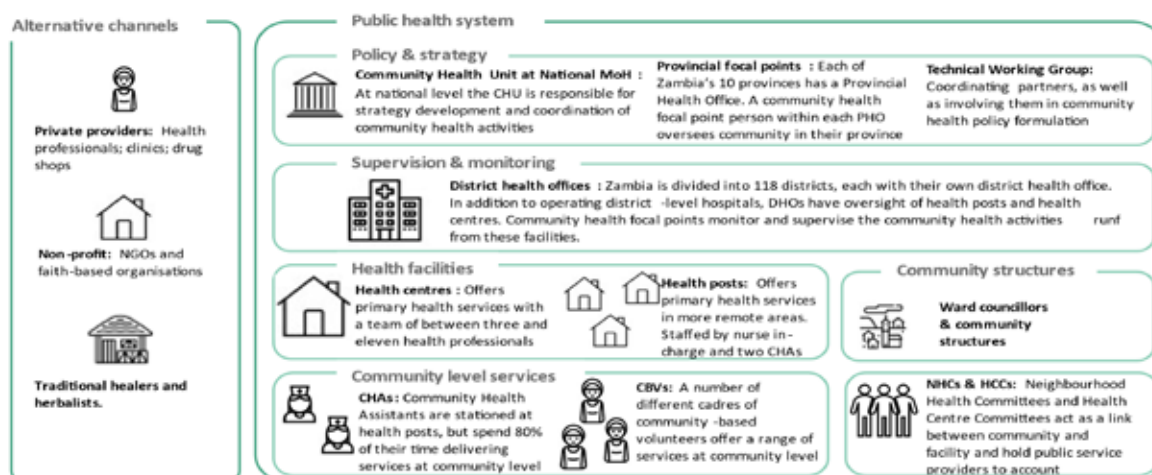 Alternative channels
Private providers: Health
professionals; clinics; drug
shops
Non-profit: NGOs and
faith-based organisations
Traditional healers and
herbalists.
Public health system
Policy & strategy
Community Health Unit at National MoH :
At national level the CHU is responsible for
strategy development and coordination of
community health activities
Provincial focal points : Each of
Zambia's 10 provinces has a Provincial
Health Office. A community health
focal point person within each PHO
oversees community in their province
Technical Working Group:
Coordinating partners, as well
as involving them in community
health policy formulation
Supervision & monitoring
District health offices : Zambia is divided into 118 districts, each with their own district health office.
In addition to operating district -level hospitals, DHOs have oversight of health posts and health
centres. Community health focal points monitor and supervise the community health activities runf
from these facilities.
Health facilities
Health centres : Offers
primary health services with
a team of between three and
eleven health professionals
Health posts: Offers
primary health services
in more remote areas.
Staffed by nurse in-
charge and two CHAs
Community structures
Ward councillors
& community
structures
Community level services
CHAs: Community Health
Assistants are stationed at
health posts, but spend 80%
of their time delivering
services at community level
CBVs: A number of
different cadres of
community -based
volunteers offer a range of
services at community level
NHCs & HCCs: Neighbourhood
Health Committees and Health
Centre Committees act as a link
between community and
facility and hold public service
providers to account